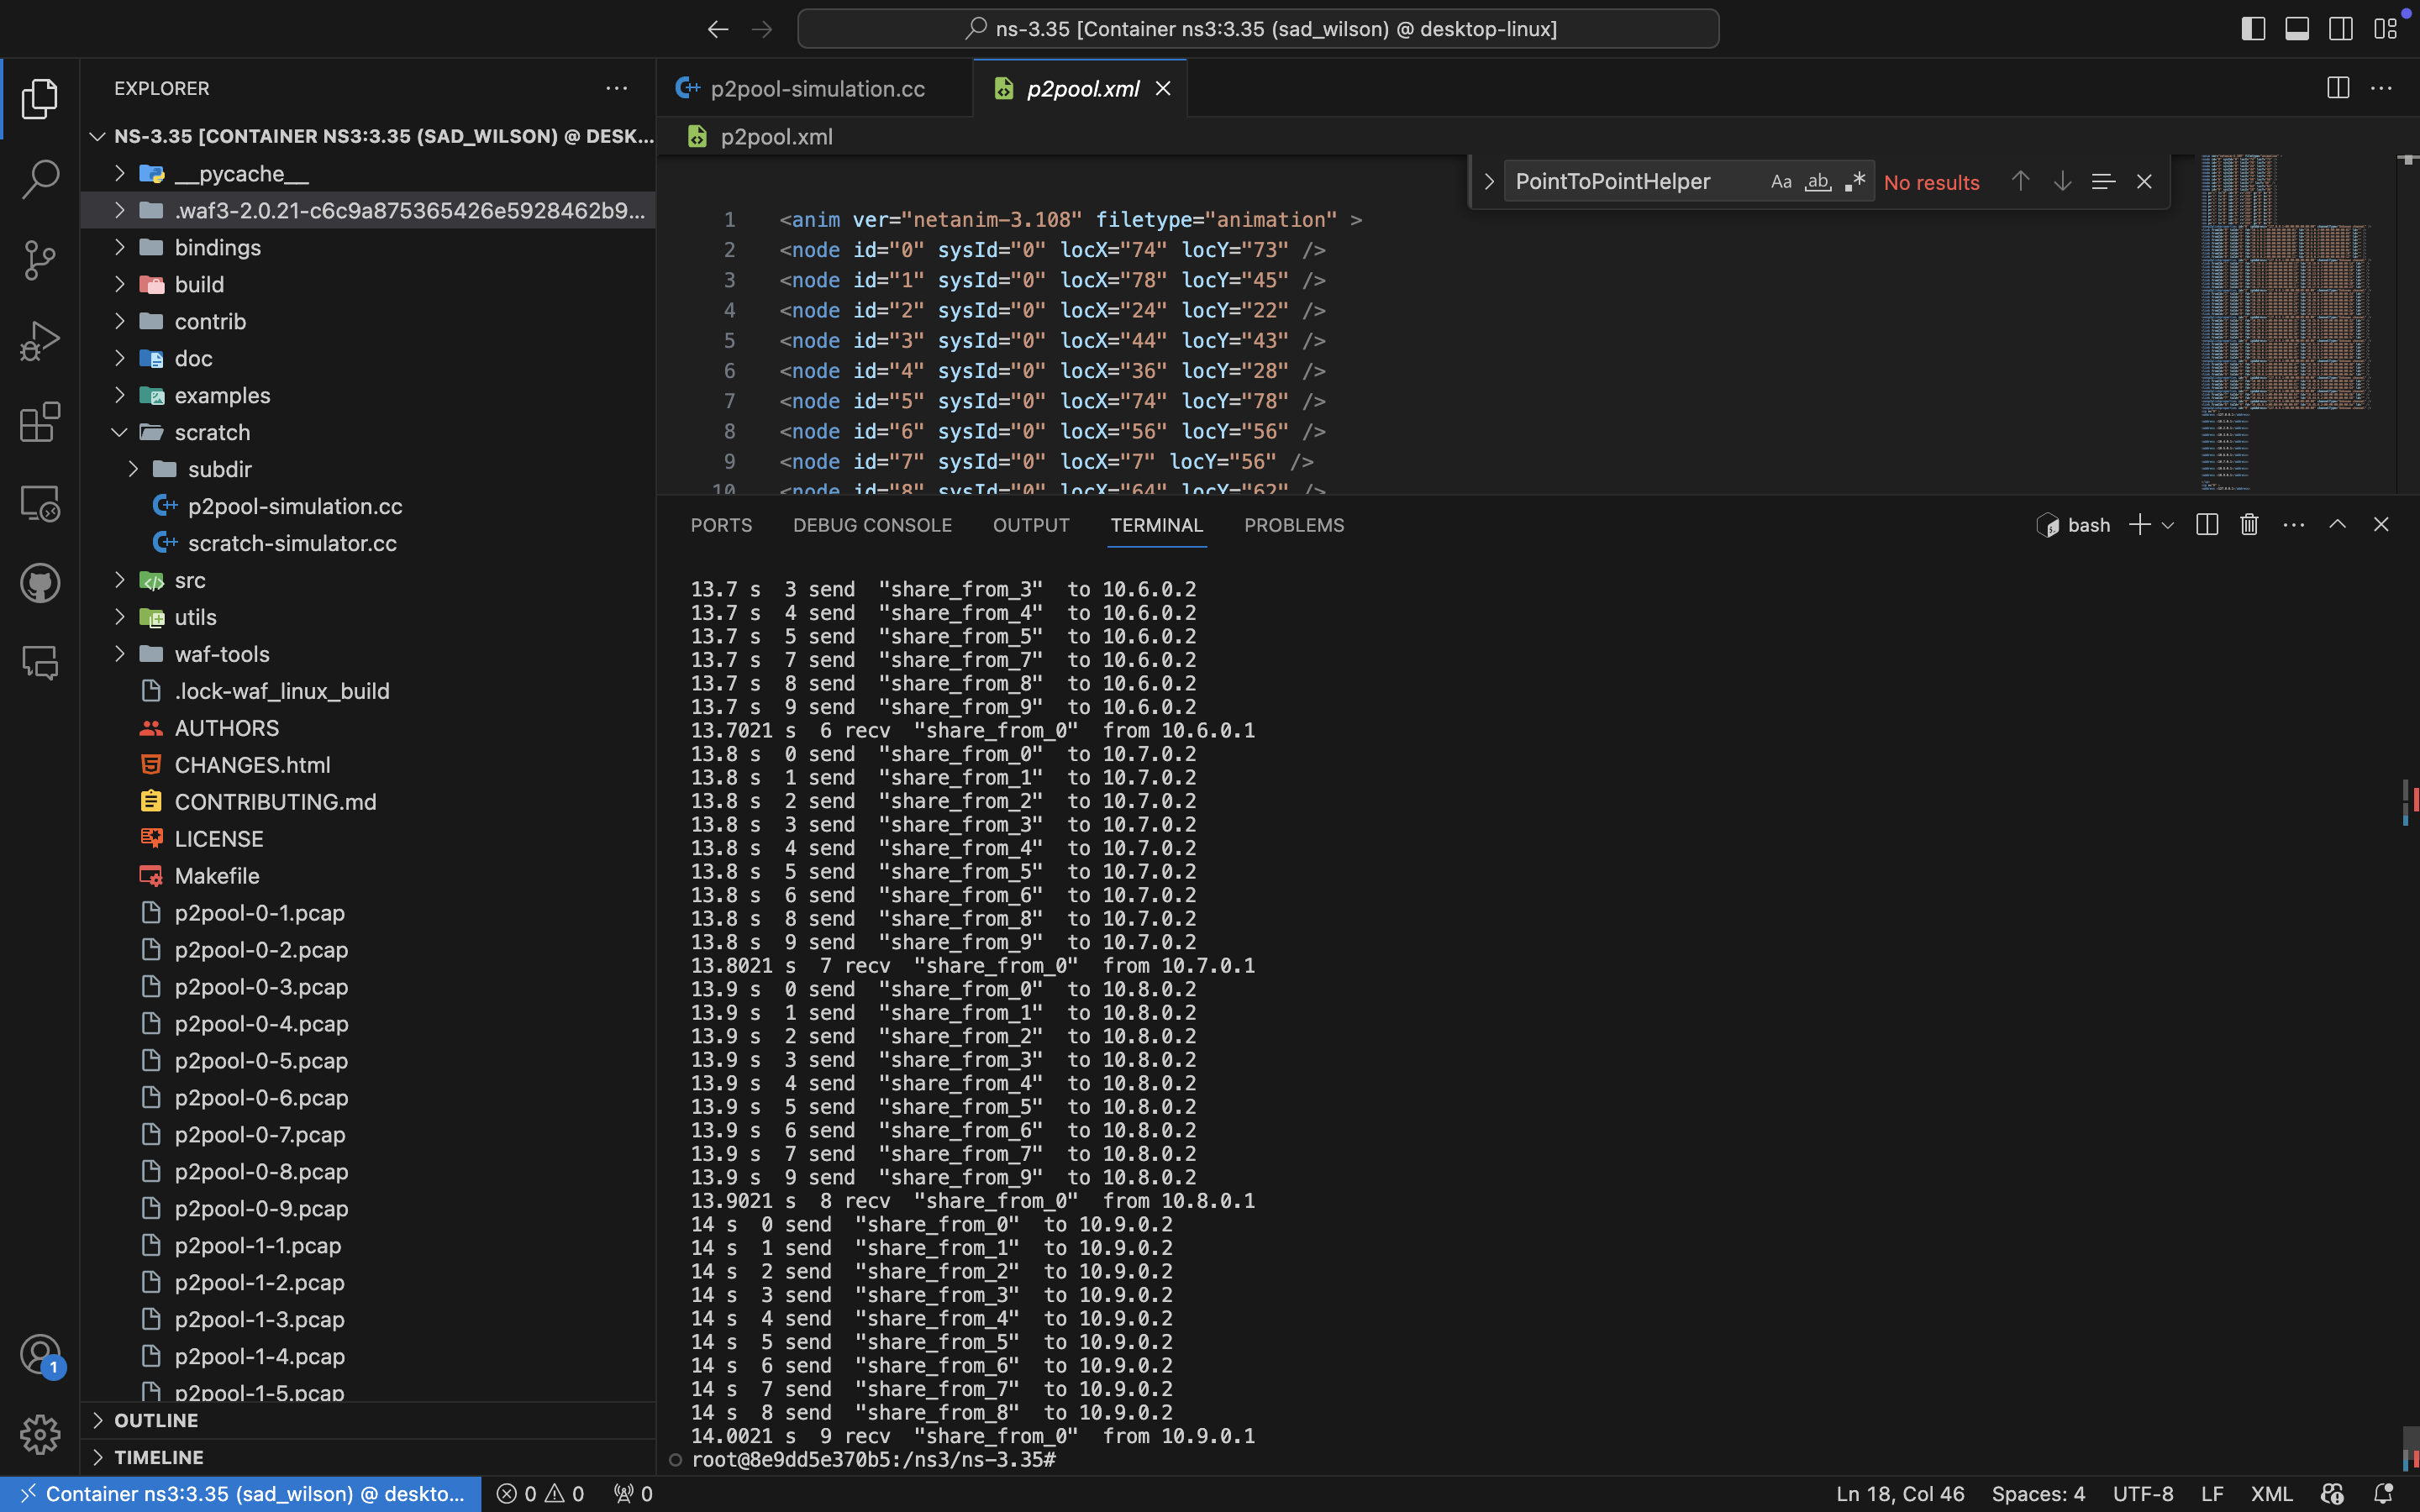 ns-3.35 [Container ns3:3.35 (sad_wilson) @ desktop-linux]
EXPLORER
NS-3.35 [CONTAINER NS3:3.35 (SAD_WILSON) @ DESK...
__pycache__
.waf3-2.0.21-c6c9a875365426e5928462b9...
bindings
build
contrib
doc
examples
scratch
subdir
p2pool-simulation.cc
scratch-simulator.cc
src
utils
waf-tools
.lock-waf_linux_build
AUTHORS
CHANGES.html
CONTRIBUTING.md
LICENSE
Makefile
p2pool-0-1.pcap
p2pool-0-2.pcap
p2pool-0-3.pcap
p2pool-0-4.pcap
p2pool-0-5.pcap
p2pool-0-6.pcap
p2pool-0-7.pcap
p2pool-0-8.pcap
p2pool-0-9.pcap
p2pool-1-1.pcap
p2pool-1-2.pcap
p2pool-1-3.pcap
p2pool-1-4.pcap
p2pool-1-5.pcap
OUTLINE
TIMELINE
1
p2pool-simulation.cc
p2pool.xml
p2pool.xml
PointToPointHelper Aa ab .* No results
1 <anim ver="netanim-3.108" filetype="animation" >
2 <node id="0" sysId="0" locX="74" locY="73" />
3 <node id="1" sysId="0" locX="78" locY="45" />
4 <node id="2" sysId="0" locX="24" locY="22" />
5 <node id="3" sysId="0" locX="44" locY="43" />
6 <node id="4" sysId="0" locX="36" locY="28" />
7 <node id="5" sysId="0" locX="74" locY="78" />
8 <node id="6" sysId="0" locX="56" locY="56" />
9 <node id="7" sysId="0" locX="7" locY="56" />
10 <node id="8" sysId="0" locX="64" locY="62" />
PORTS DEBUG CONSOLE OUTPUT TERMINAL PROBLEMS
bash
13.7 s 3 send "share_from_3" to 10.6.0.2
13.7 s 4 send "share_from_4" to 10.6.0.2
13.7 s 5 send "share_from_5" to 10.6.0.2
13.7 s 7 send "share_from_7" to 10.6.0.2
13.7 s 8 send "share_from_8" to 10.6.0.2
13.7 s 9 send "share_from_9" to 10.6.0.2
13.7021 s 6 recv "share_from_0" from 10.6.0.1
13.8 s 0 send "share_from_0" to 10.7.0.2
13.8 s 1 send "share_from_1" to 10.7.0.2
13.8 s 2 send "share_from_2" to 10.7.0.2
13.8 s 3 send "share_from_3" to 10.7.0.2
13.8 s 4 send "share_from_4" to 10.7.0.2
13.8 s 5 send "share_from_5" to 10.7.0.2
13.8 s 6 send "share_from_6" to 10.7.0.2
13.8 s 8 send "share_from_8" to 10.7.0.2
13.8 s 9 send "share_from_9" to 10.7.0.2
13.8021 s 7 recv "share_from_0" from 10.7.0.1
13.9 s 0 send "share_from_0" to 10.8.0.2
13.9 s 1 send "share_from_1" to 10.8.0.2
13.9 s 2 send "share_from_2" to 10.8.0.2
13.9 s 3 send "share_from_3" to 10.8.0.2
13.9 s 4 send "share_from_4" to 10.8.0.2
13.9 s 5 send "share_from_5" to 10.8.0.2
13.9 s 6 send "share_from_6" to 10.8.0.2
13.9 s 7 send "share_from_7" to 10.8.0.2
13.9 s 9 send "share_from_9" to 10.8.0.2
13.9021 s 8 recv "share_from_0" from 10.8.0.1
14 s 0 send "share_from_0" to 10.9.0.2
14 s 1 send "share_from_1" to 10.9.0.2
14 s 2 send "share_from_2" to 10.9.0.2
14 s 3 send "share_from_3" to 10.9.0.2
14 s 4 send "share_from_4" to 10.9.0.2
14 s 5 send "share_from_5" to 10.9.0.2
14 s 6 send "share_from_6" to 10.9.0.2
14 s 7 send "share_from_7" to 10.9.0.2
14 s 8 send "share_from_8" to 10.9.0.2
14.0021 s 9 recv "share_from_0" from 10.9.0.1
root@8e9dd5e370b5:/ns3/ns-3.35#
Container ns3:3.35 (sad_wilson) @ deskto... 0 0 0 Ln 18, Col 46 Spaces: 4 UTF-8 LF XML